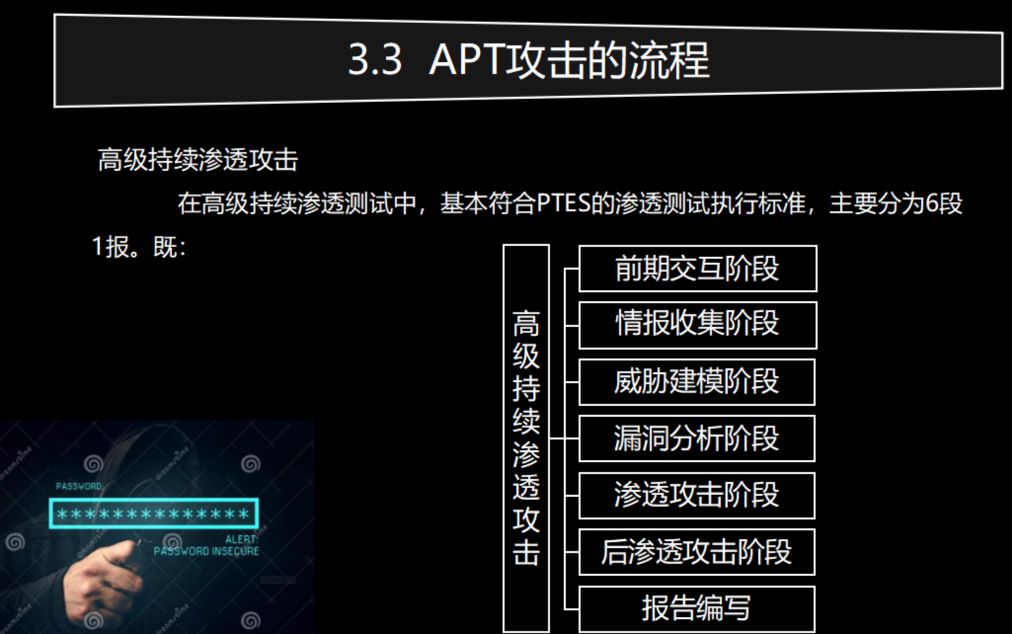 3.3 APT攻击的流程
高级持续渗透攻击
在高级持续渗透测试中，基本符合PTES的渗透测试执行标准，主要分为6段
1报。既：
高级持续渗透攻击
前期交互阶段
情报收集阶段
威胁建模阶段
漏洞分析阶段
渗透攻击阶段
后渗透攻击阶段
报告编写
PASSWORD:
**************
ALERT:
PASSWORD INSECURE
dreamstime
dreamstime
dreamstime
dreamstime